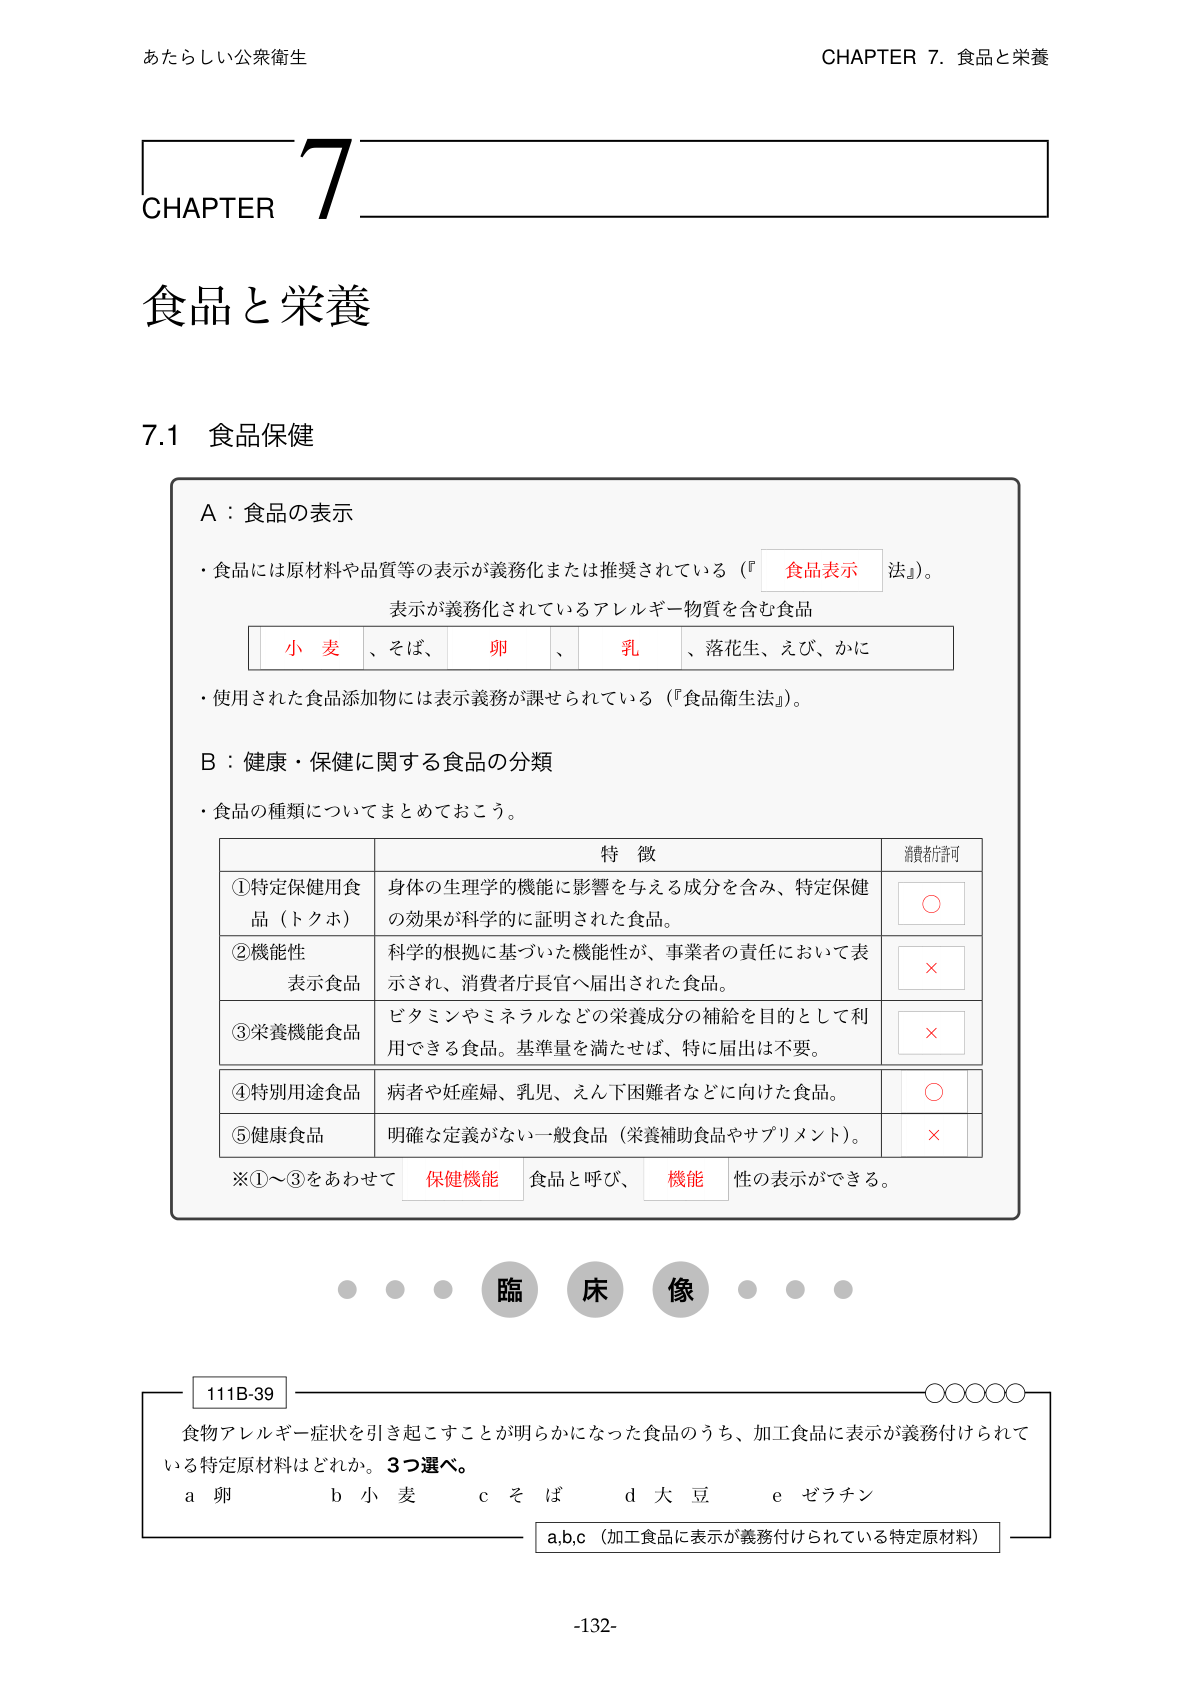 あたらしい公衆衛生
CHAPTER 7. 食品と栄養
CHAPTER 7
食品と栄養
7.1 食品保健
A：食品の表示
・食品には原材料や品質等の表示が義務化または推奨されている（『食品表示法』）。
表示が義務化されているアレルギー物質を含む食品
小 麦、そば、卵、乳、落花生、えび、かに
・使用された食品添加物には表示義務が課せられている（『食品衛生法』）。
B：健康・保健に関する食品の分類
・食品の種類についてまとめておこう。
特 徴 消費者庁許可
①特定保健用食 身体の生理学的機能に影響を与える成分を含み、特定保健 ○
品（トクホ） の効果が科学的に証明された食品。
②機能性 科学的根拠に基づいた機能性が、事業者の責任において表 ×
表示食品 示され、消費者庁長官へ届出された食品。
③栄養機能食品 ビタミンやミネラルなどの栄養成分の補給を目的として利 ×
用できる食品。基準量を満たせば、特に届出は不要。
④特別用途食品 病者や妊産婦、乳児、えん下困難者などに向けた食品。 ○
⑤健康食品 明確な定義がない一般食品（栄養補助食品やサプリメント）。 ×
※①〜③をあわせて保健機能食品と呼び、機能性の表示ができる。
臨床像
111B-39 ○○○○○
食物アレルギー症状を引き起こすことが明らかになった食品のうち、加工食品に表示が義務付けられて
いる特定原材料はどれか。3つ選べ。
a 卵 b 小 麦 c そ ば d 大 豆 e ゼラチン
a,b,c （加工食品に表示が義務付けられている特定原材料）
-132-